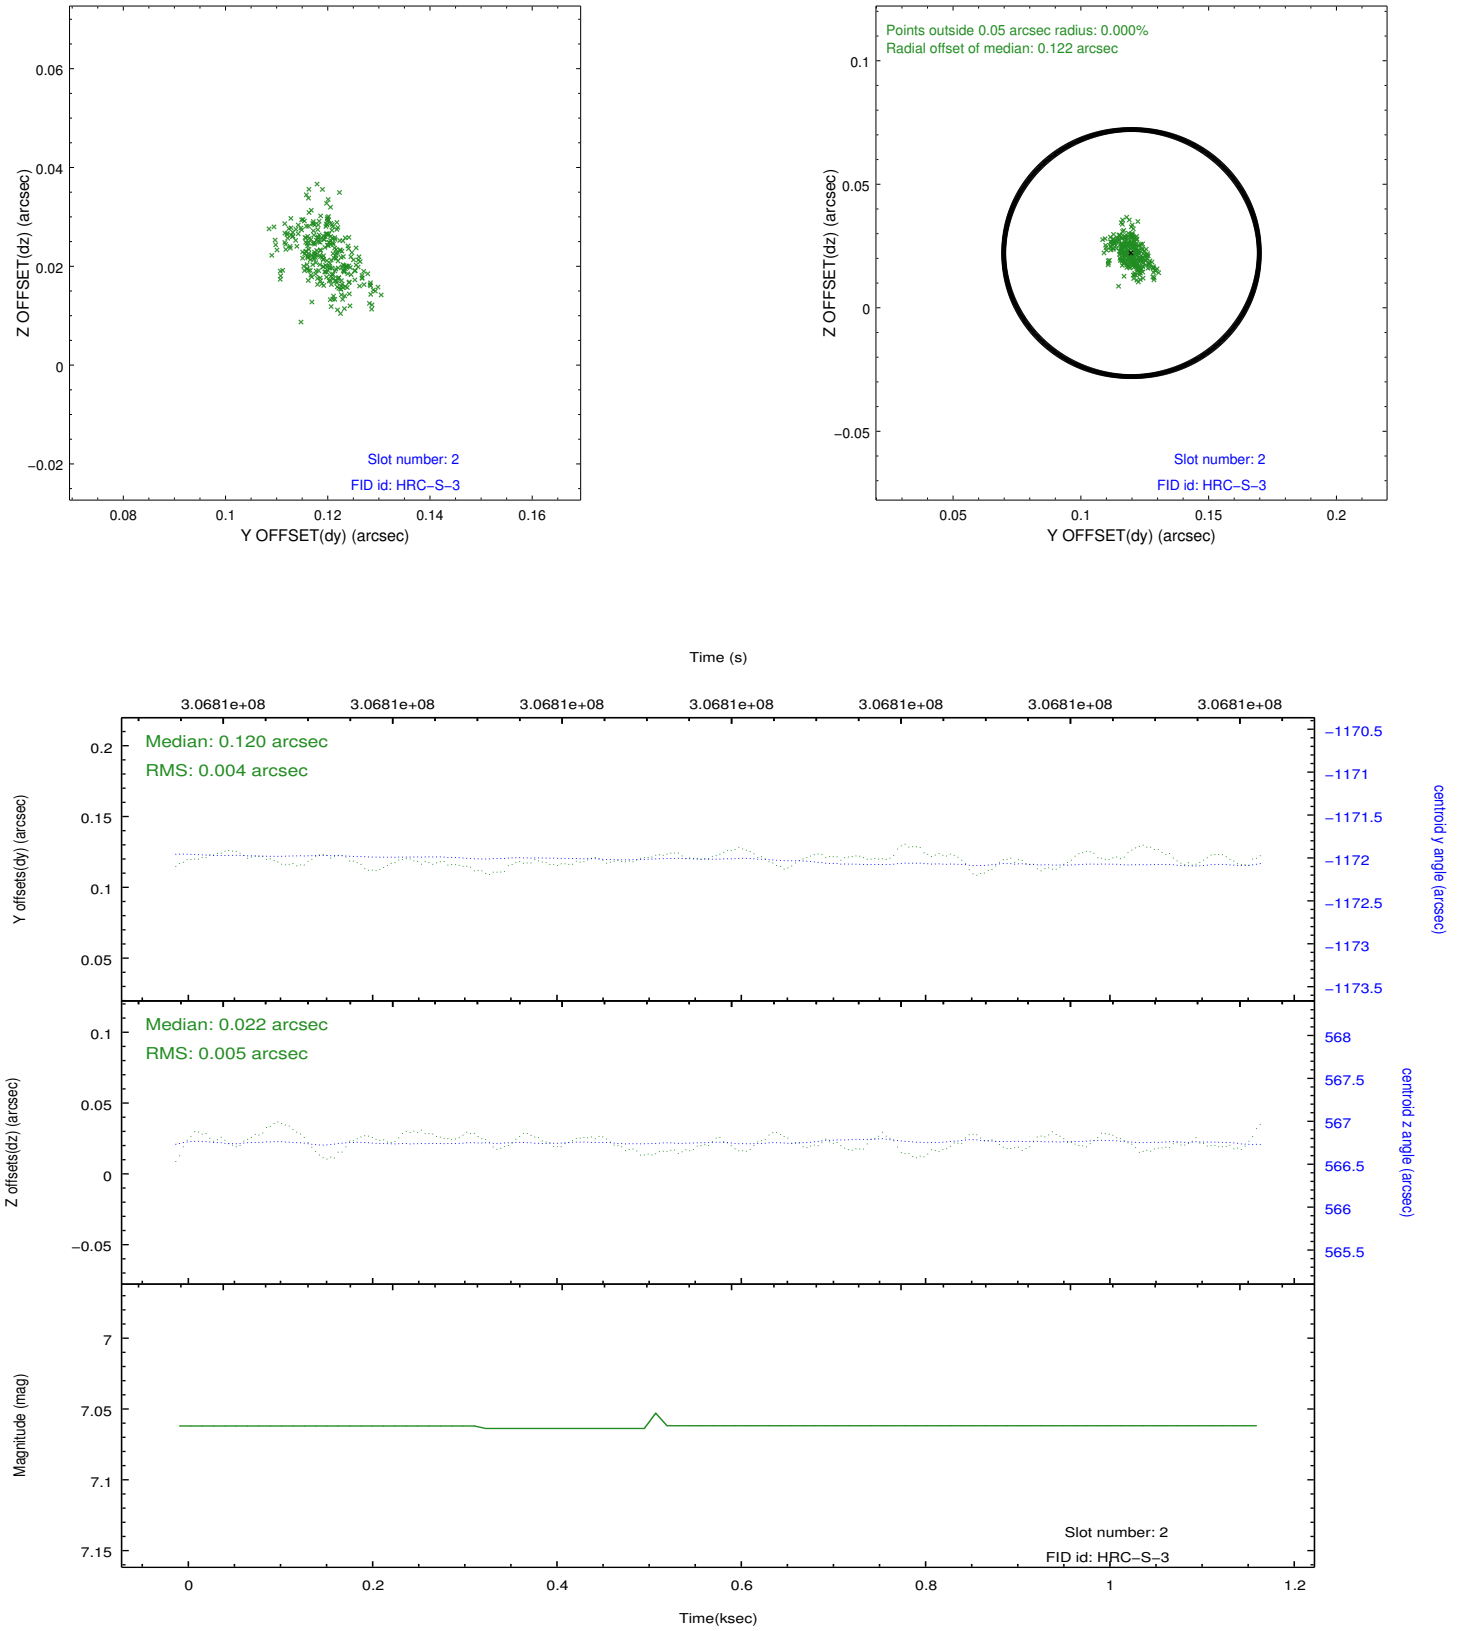 0.06
0.04
0.02
0
−0.02
Z OFFSET(dz) (arcsec)
Slot number: 2
FID id: HRC−S−3
0.08 0.1 0.12 0.14 0.16
Y OFFSET(dy) (arcsec)
Points outside 0.05 arcsec radius: 0.000%
Radial offset of median: 0.122 arcsec
0.1
0.05
0
−0.05
Z OFFSET(dz) (arcsec)
Slot number: 2
FID id: HRC−S−3
0.05 0.1 0.15 0.2
Y OFFSET(dy) (arcsec)
Time (s)
3.0681e+08 3.0681e+08 3.0681e+08 3.0681e+08 3.0681e+08 3.0681e+08 3.0681e+08
Median: 0.120 arcsec
RMS: 0.004 arcsec
0.2
0.15
0.1
0.05
Y offsets(dy) (arcsec)
−1170.5
−1171
−1171.5
−1172
−1172.5
−1173
−1173.5
centroid y angle (arcsec)
Median: 0.022 arcsec
RMS: 0.005 arcsec
0.1
0.05
0
−0.05
Z offsets(dz) (arcsec)
568
567.5
567
566.5
566
565.5
centroid z angle (arcsec)
7
7.05
7.1
7.15
Magnitude (mag)
Slot number: 2
FID id: HRC−S−3
0 0.2 0.4 0.6 0.8 1 1.2
Time(ksec)